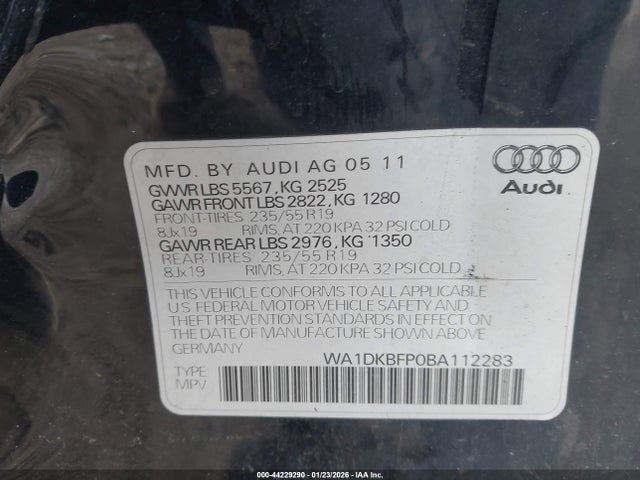 MFD. BY AUDI AG 05 11
GVWR LBS 5567, KG 2525
GAWR FRONT LBS 2822, KG 1280
FRONT-TIRES 235/55 R19
8Jx19 RIMS, AT 220 KPA 32 PSI COLD
GAWR REAR LBS 2976, KG 1350
REAR-TIRES 235/55 R19
8Jx19 RIMS, AT 220 KPA 32 PSI COLD
Audi
THIS VEHICLE CONFORMS TO ALL APPLICABLE
U.S FEDERAL MOTOR VEHICLE SAFETY AND
THEFT PREVENTION STANDARDS IN EFFECT ON
THE DATE OF MANUFACTURE SHOWN ABOVE
GERMANY
WA1DKBFP0BA112283
TYPE
MPV
000-44229290 - 01/23/2026 - IAA Inc.